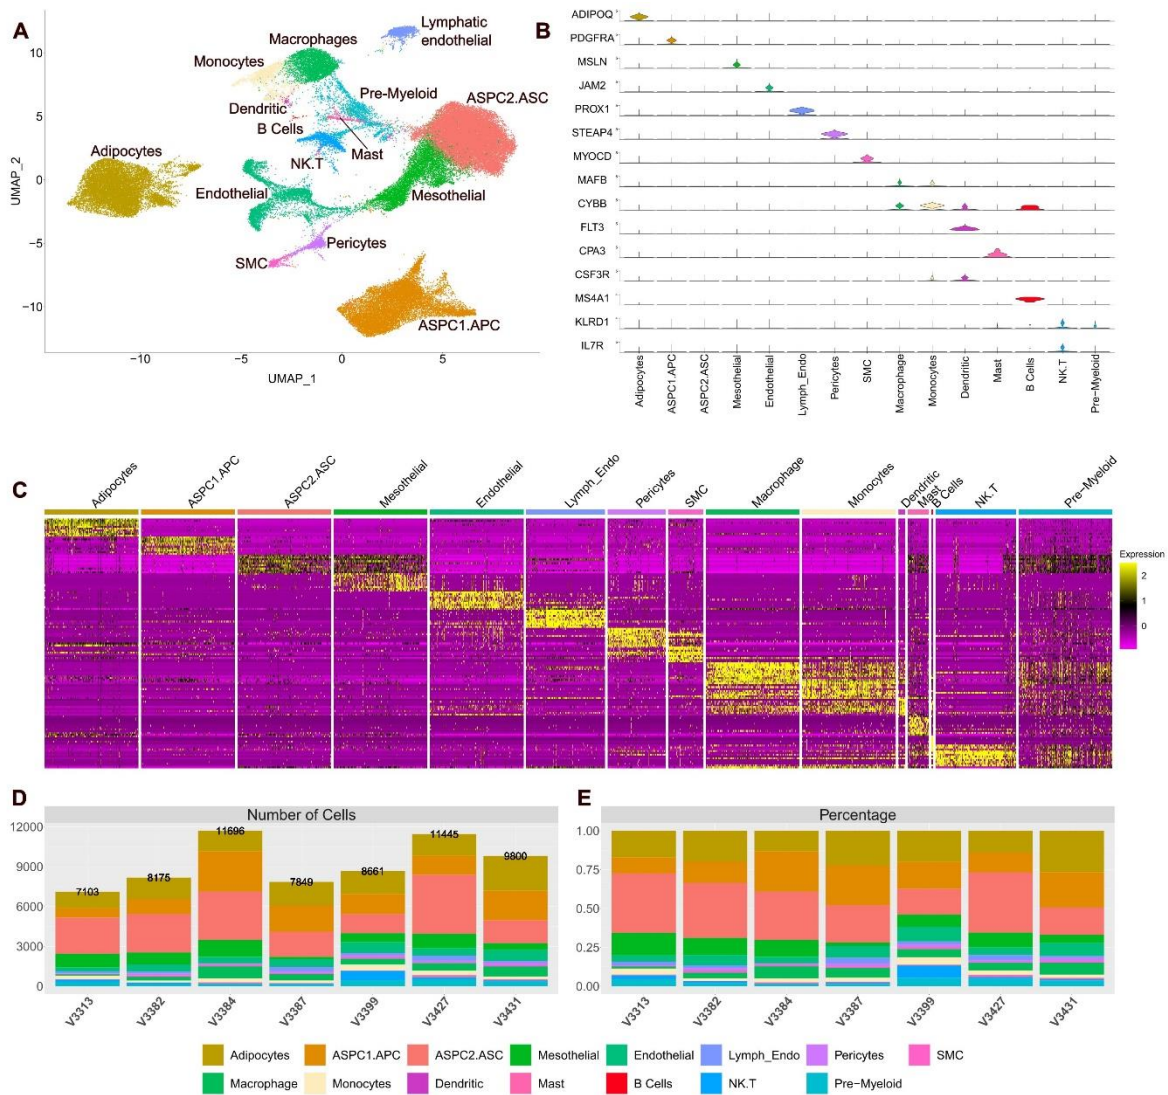 A
Macrophages
Lymphatic
endothelial
Monocytes
Pre-Myeloid
Dendritic
B Cells
ASPC2.ASC
Mast
NK.T
Adipocytes
Endothelial
Mesothelial
Pericytes
SMC
ASPC1.APC
UMAP_2
10
5
0
−5
−10
−10
−5
0
5
UMAP_1
B
ADIPOQ
PDGFRA
MSLN
JAM2
PROX1
STEAP4
MYOCD
MAFB
CYBB
FLT3
CPA3
CSF3R
MS4A1
KLRD1
IL7R
Adipocytes
ASPC1.APC
ASPC2.ASC
Mesothelial
Endothelial
Lymph_Endo
Pericytes
SMC
Macrophage
Monocytes
Dendritic
Mast
B Cells
NK.T
Pre−Myeloid
C
Adipocytes
ASPC1.APC
ASPC2.ASC
Mesothelial
Endothelial
Lymph_Endo
Pericytes
SMC
Macrophage
Monocytes
Dendritic
Mast
B Cells
NK.T
Pre−Myeloid
Expression
2
1
0
D
Number of Cells
12000
9000
6000
3000
0
7103
8175
11696
7849
8661
11445
9800
V3313
V3382
V3384
V3387
V3399
V3427
V3431
E
Percentage
1.00
0.75
0.50
0.25
0.00
V3313
V3382
V3384
V3387
V3399
V3427
V3431
Adipocytes ASPC1.APC ASPC2.ASC Mesothelial Endothelial Lymph_Endo Pericytes SMC
Macrophage Monocytes Dendritic Mast B Cells NK.T Pre−Myeloid